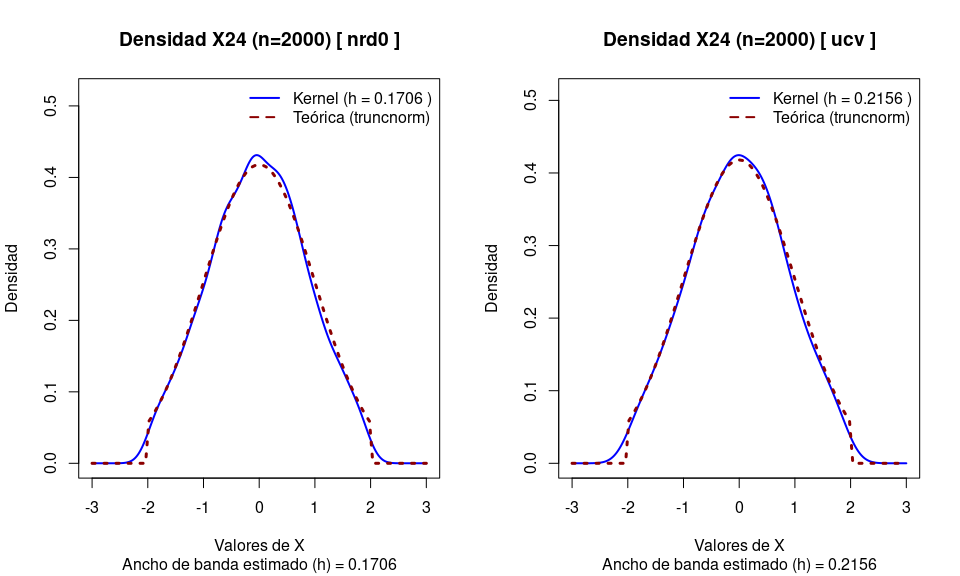 Densidad X24 (n=2000) [ nrd0 ]
Kernel (h = 0.1706 )
Teórica (truncnorm)
Densidad
0.5
0.4
0.3
0.2
0.1
0.0
-3 -2 -1 0 1 2 3
Valores de X
Ancho de banda estimado (h) = 0.1706
Densidad X24 (n=2000) [ ucv ]
Kernel (h = 0.2156 )
Teórica (truncnorm)
Densidad
0.5
0.4
0.3
0.2
0.1
0.0
-3 -2 -1 0 1 2 3
Valores de X
Ancho de banda estimado (h) = 0.2156